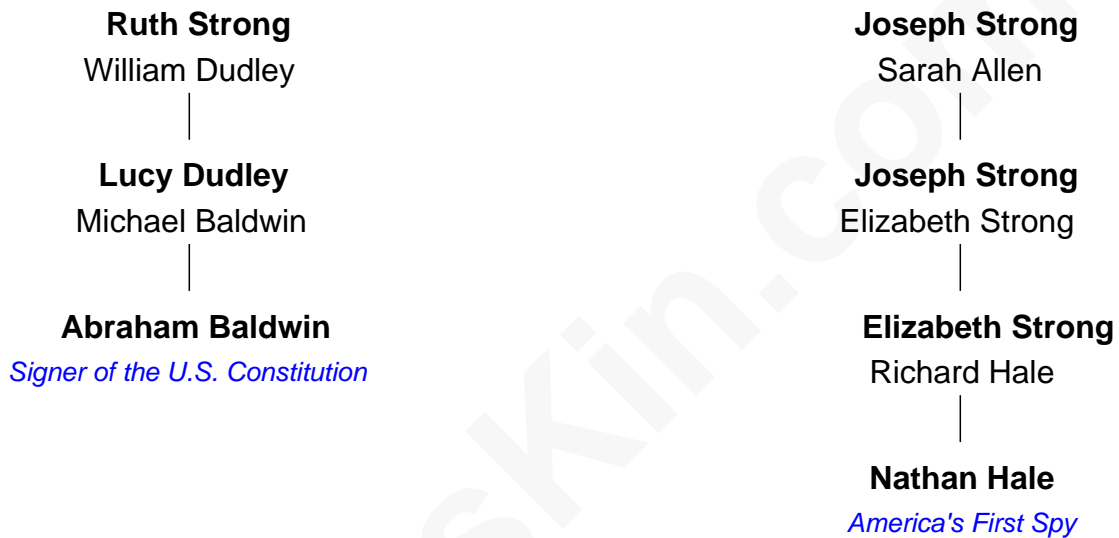 Ruth Strong
William Dudley
Lucy Dudley
Michael Baldwin
Abraham Baldwin
Signer of the U.S. Constitution
Joseph Strong
Sarah Allen
Joseph Strong
Elizabeth Strong
Elizabeth Strong
Richard Hale
Nathan Hale
America's First Spy